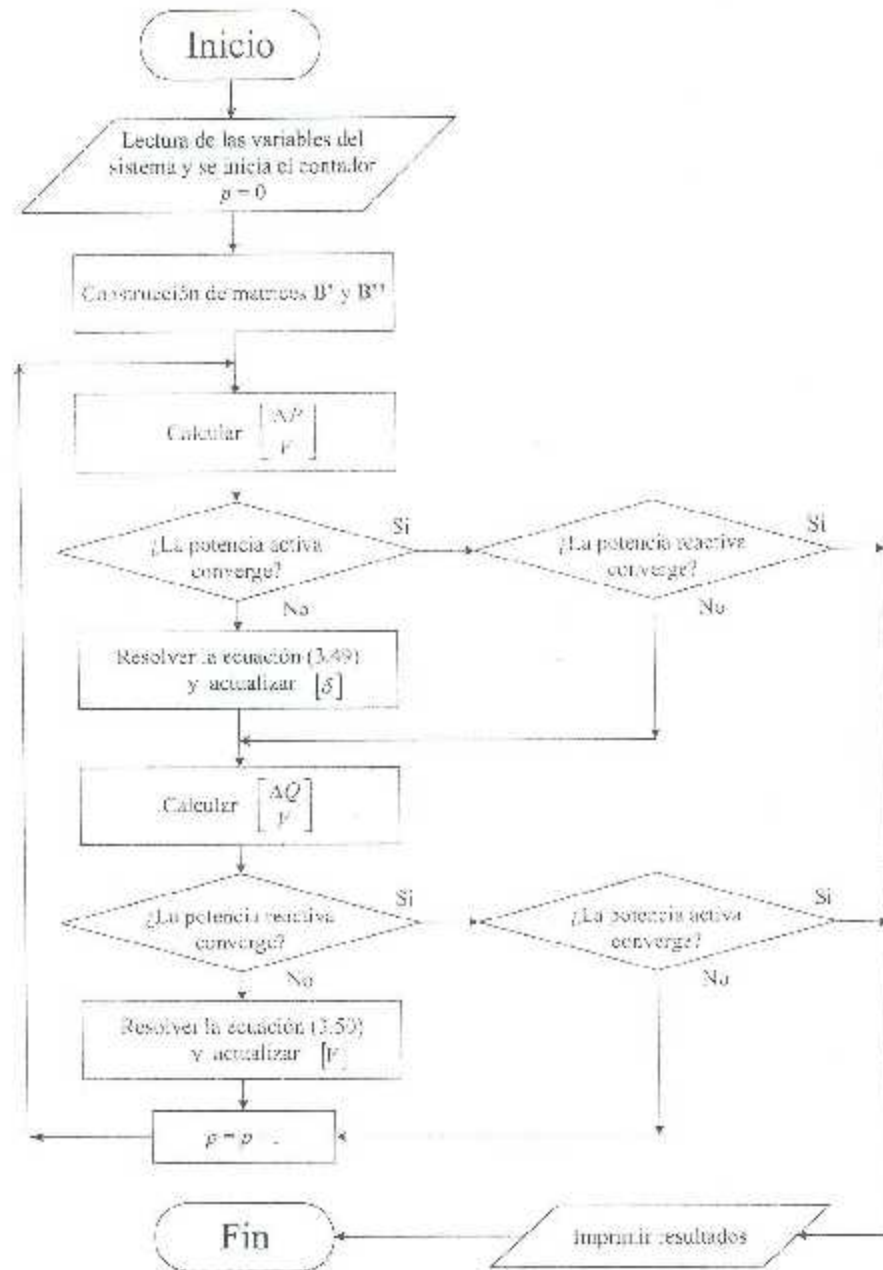 Inicio
Lectura de las variables del
sistema y se inicia el contador
p = 0
Construcción de matrices B' y B''
Calcular [ΔP
V]
¿La potencia activa
converge?
Si
No
¿La potencia reactiva
converge?
Si
No
Resolver la ecuación (3.49)
y actualizar [δ]
Calcular [ΔQ
V]
¿La potencia reactiva
converge?
Si
No
¿La potencia activa
converge?
Si
No
Resolver la ecuación (3.50)
y actualizar [V]
p = p
Fin
Imprimir resultados